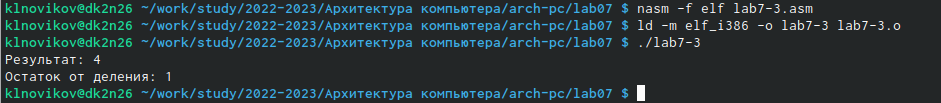 klnovikov@dk2n26 ~/work/study/2022-2023/Архитектура компьютера/arch-pc/lab07 $ nasm -f elf lab7-3.asm
klnovikov@dk2n26 ~/work/study/2022-2023/Архитектура компьютера/arch-pc/lab07 $ ld -m elf_i386 -o lab7-3 lab7-3.o
klnovikov@dk2n26 ~/work/study/2022-2023/Архитектура компьютера/arch-pc/lab07 $ ./lab7-3
Результат: 4
Остаток от деления: 1
klnovikov@dk2n26 ~/work/study/2022-2023/Архитектура компьютера/arch-pc/lab07 $